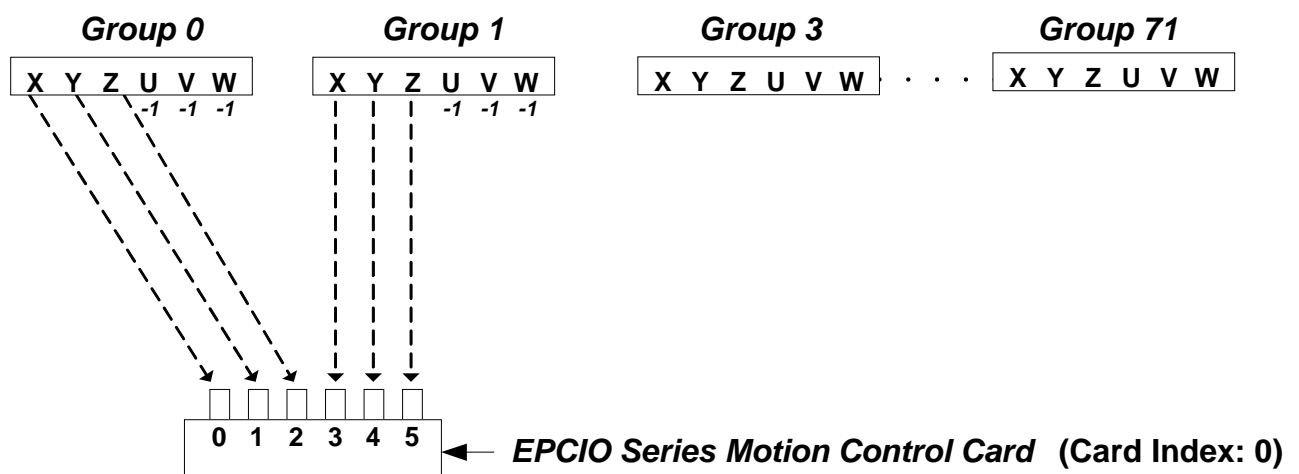 Group 0 Group 1 Group 3 Group 71
X Y Z U V W X Y Z U V W X Y Z U V W . . . . X Y Z U V W
-1 -1 -1 -1 -1 -1
0 1 2 3 4 5
EPCIO Series Motion Control Card (Card Index: 0)